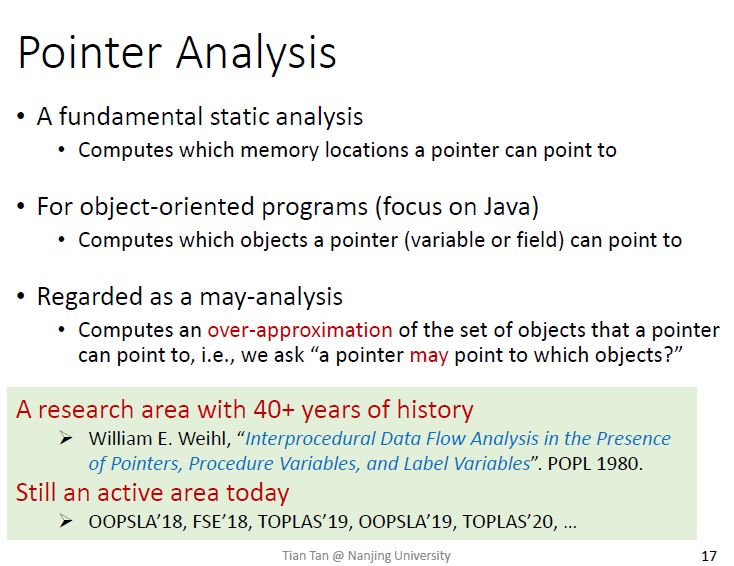 Pointer Analysis
• A fundamental static analysis
• Computes which memory locations a pointer can point to
• For object-oriented programs (focus on Java)
• Computes which objects a pointer (variable or field) can point to
• Regarded as a may-analysis
• Computes an over-approximation of the set of objects that a pointer
can point to, i.e., we ask “a pointer may point to which objects?”
A research area with 40+ years of history
➢ William E. Weihl, “Interprocedural Data Flow Analysis in the Presence
of Pointers, Procedure Variables, and Label Variables”. POPL 1980.
Still an active area today
➢ OOPSLA’18, FSE’18, TOPLAS’19, OOPSLA’19, TOPLAS’20, …
Tian Tan @ Nanjing University
17